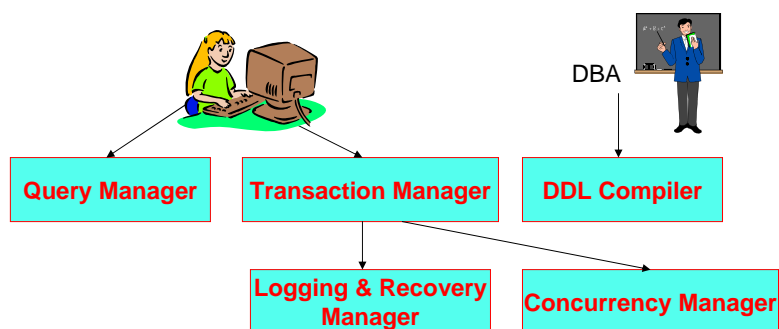 DBA
Query Manager
Transaction Manager
DDL Compiler
Logging & Recovery
Manager
Concurrency Manager